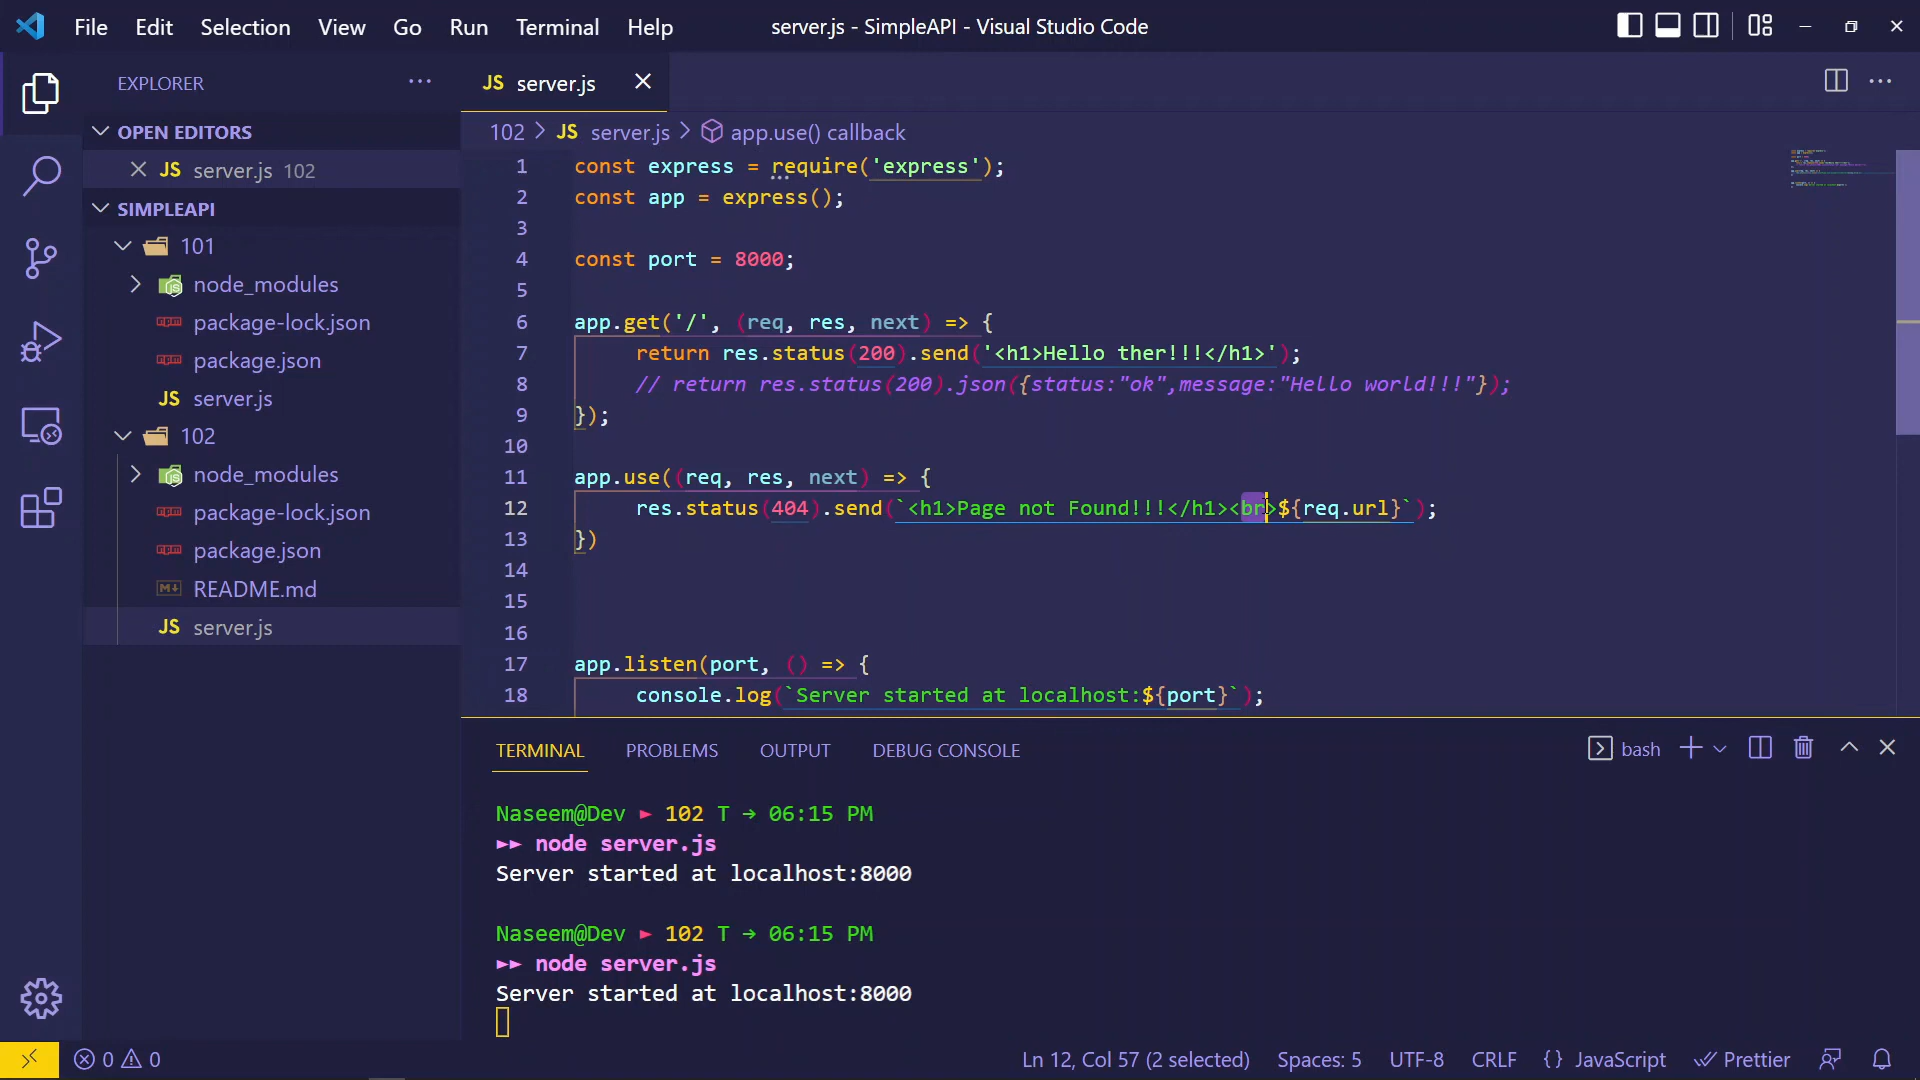 File Edit Selection View Go Run Terminal Help server.js - SimpleAPI - Visual Studio Code
EXPLORER
OPEN EDITORS
JS server.js 102
SIMPLEAPI
101
node_modules
package-lock.json
package.json
JS server.js
102
node_modules
package-lock.json
package.json
README.md
JS server.js
JS server.js
102 > JS server.js > app.use() callback
1 const express = require('express');
2 const app = express();
3
4 const port = 8000;
5
6 app.get('/', (req, res, next) => {
7 return res.status(200).send('<h1>Hello ther!!!</h1>');
8 // return res.status(200).json({status:"ok",message:"Hello world!!!"});
9 });
10
11 app.use((req, res, next) => {
12 res.status(404).send(`<h1>Page not Found!!!</h1><br>${req.url}`);
13 })
14
15
16
17 app.listen(port, () => {
18 console.log(`Server started at localhost:${port}`);
TERMINAL PROBLEMS OUTPUT DEBUG CONSOLE bash
Naseem@Dev ► 102 T → 06:15 PM
►► node server.js
Server started at localhost:8000
Naseem@Dev ► 102 T → 06:15 PM
►► node server.js
Server started at localhost:8000
0 0 Ln 12, Col 57 (2 selected) Spaces: 5 UTF-8 CRLF {} JavaScript Prettier